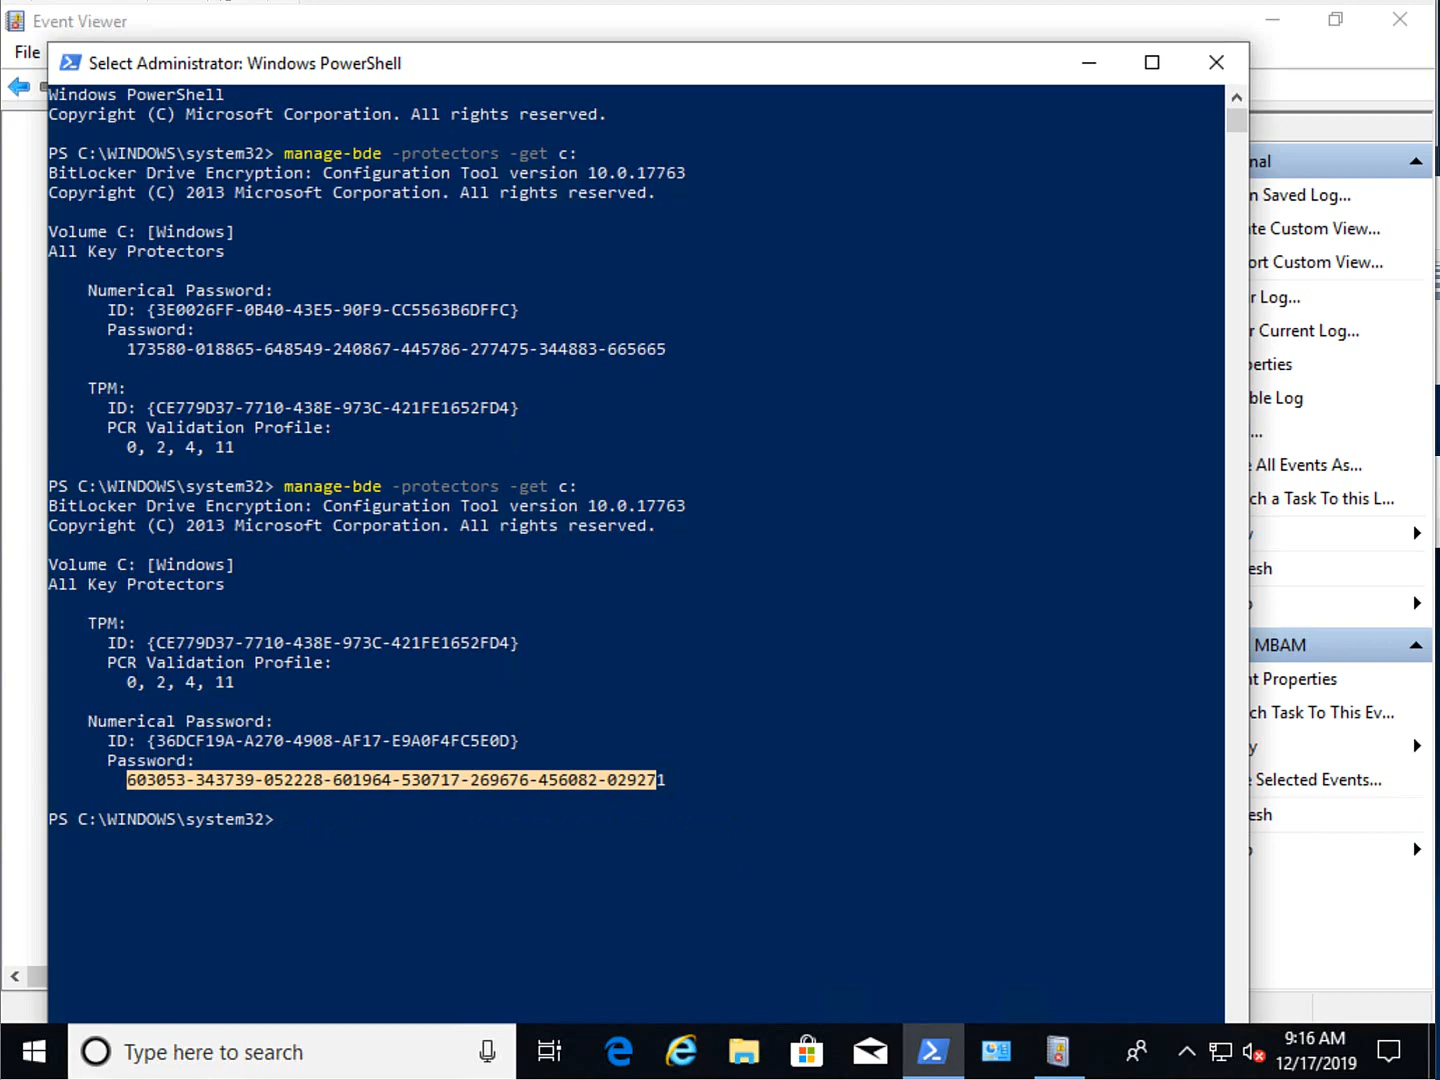 Event Viewer
File
Select Administrator: Windows PowerShell
Windows PowerShell
Copyright (C) Microsoft Corporation. All rights reserved.
PS C:\WINDOWS\system32> manage-bde -protectors -get c:
BitLocker Drive Encryption: Configuration Tool version 10.0.17763
Copyright (C) 2013 Microsoft Corporation. All rights reserved.
Volume C: [Windows]
All Key Protectors
Numerical Password:
ID: {3E0026FF-0B40-43E5-90F9-CC5563B6DFFC}
Password:
173580-018865-648549-240867-445786-277475-344883-665665
TPM:
ID: {CE779D37-7710-438E-973C-421FE1652FD4}
PCR Validation Profile:
0, 2, 4, 11
PS C:\WINDOWS\system32> manage-bde -protectors -get c:
BitLocker Drive Encryption: Configuration Tool version 10.0.17763
Copyright (C) 2013 Microsoft Corporation. All rights reserved.
Volume C: [Windows]
All Key Protectors
TPM:
ID: {CE779D37-7710-438E-973C-421FE1652FD4}
PCR Validation Profile:
0, 2, 4, 11
Numerical Password:
ID: {36DCF19A-A270-4908-AF17-E9A0F4FC5E0D}
Password:
603053-343739-052228-601964-530717-269676-456082-029271
PS C:\WINDOWS\system32>
nal
n Saved Log...
te Custom View...
ort Custom View...
r Log...
r Current Log...
erties
ble Log
...
All Events As...
ch a Task To this L...
esh
MBAM
nt Properties
ch Task To This Ev...
y
e Selected Events...
esh
Type here to search
9:16 AM
12/17/2019